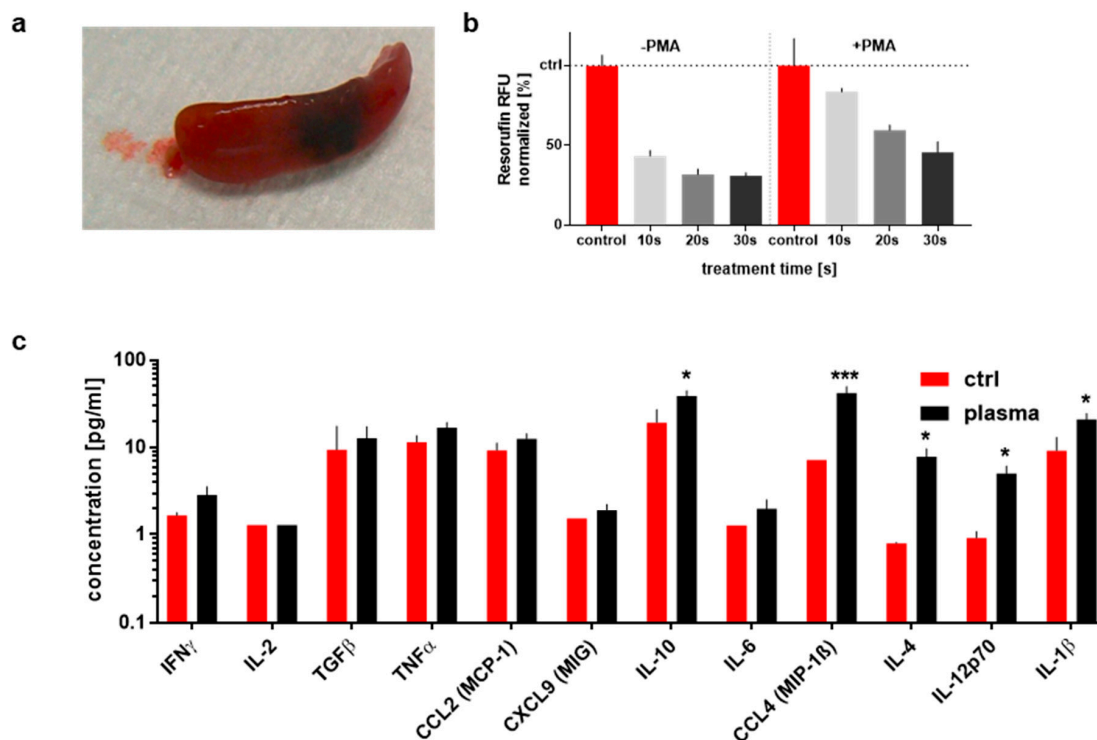 a
b
-PMA
+PMA
Resorufin RFU
normalized [%]
ctrl
50
0
control
10s
20s
30s
control
10s
20s
30s
treatment time [s]
c
concentration [pg/ml]
100
10
1
0.1
*
***
*
*
*
ctrl
plasma
IFNγ
IL-2
TGFβ
TNFα
CCL2 (MCP-1)
CXCL9 (MIG)
IL-10
IL-6
CCL4 (MIP-1ß)
IL-4
IL-12p70
IL-1β